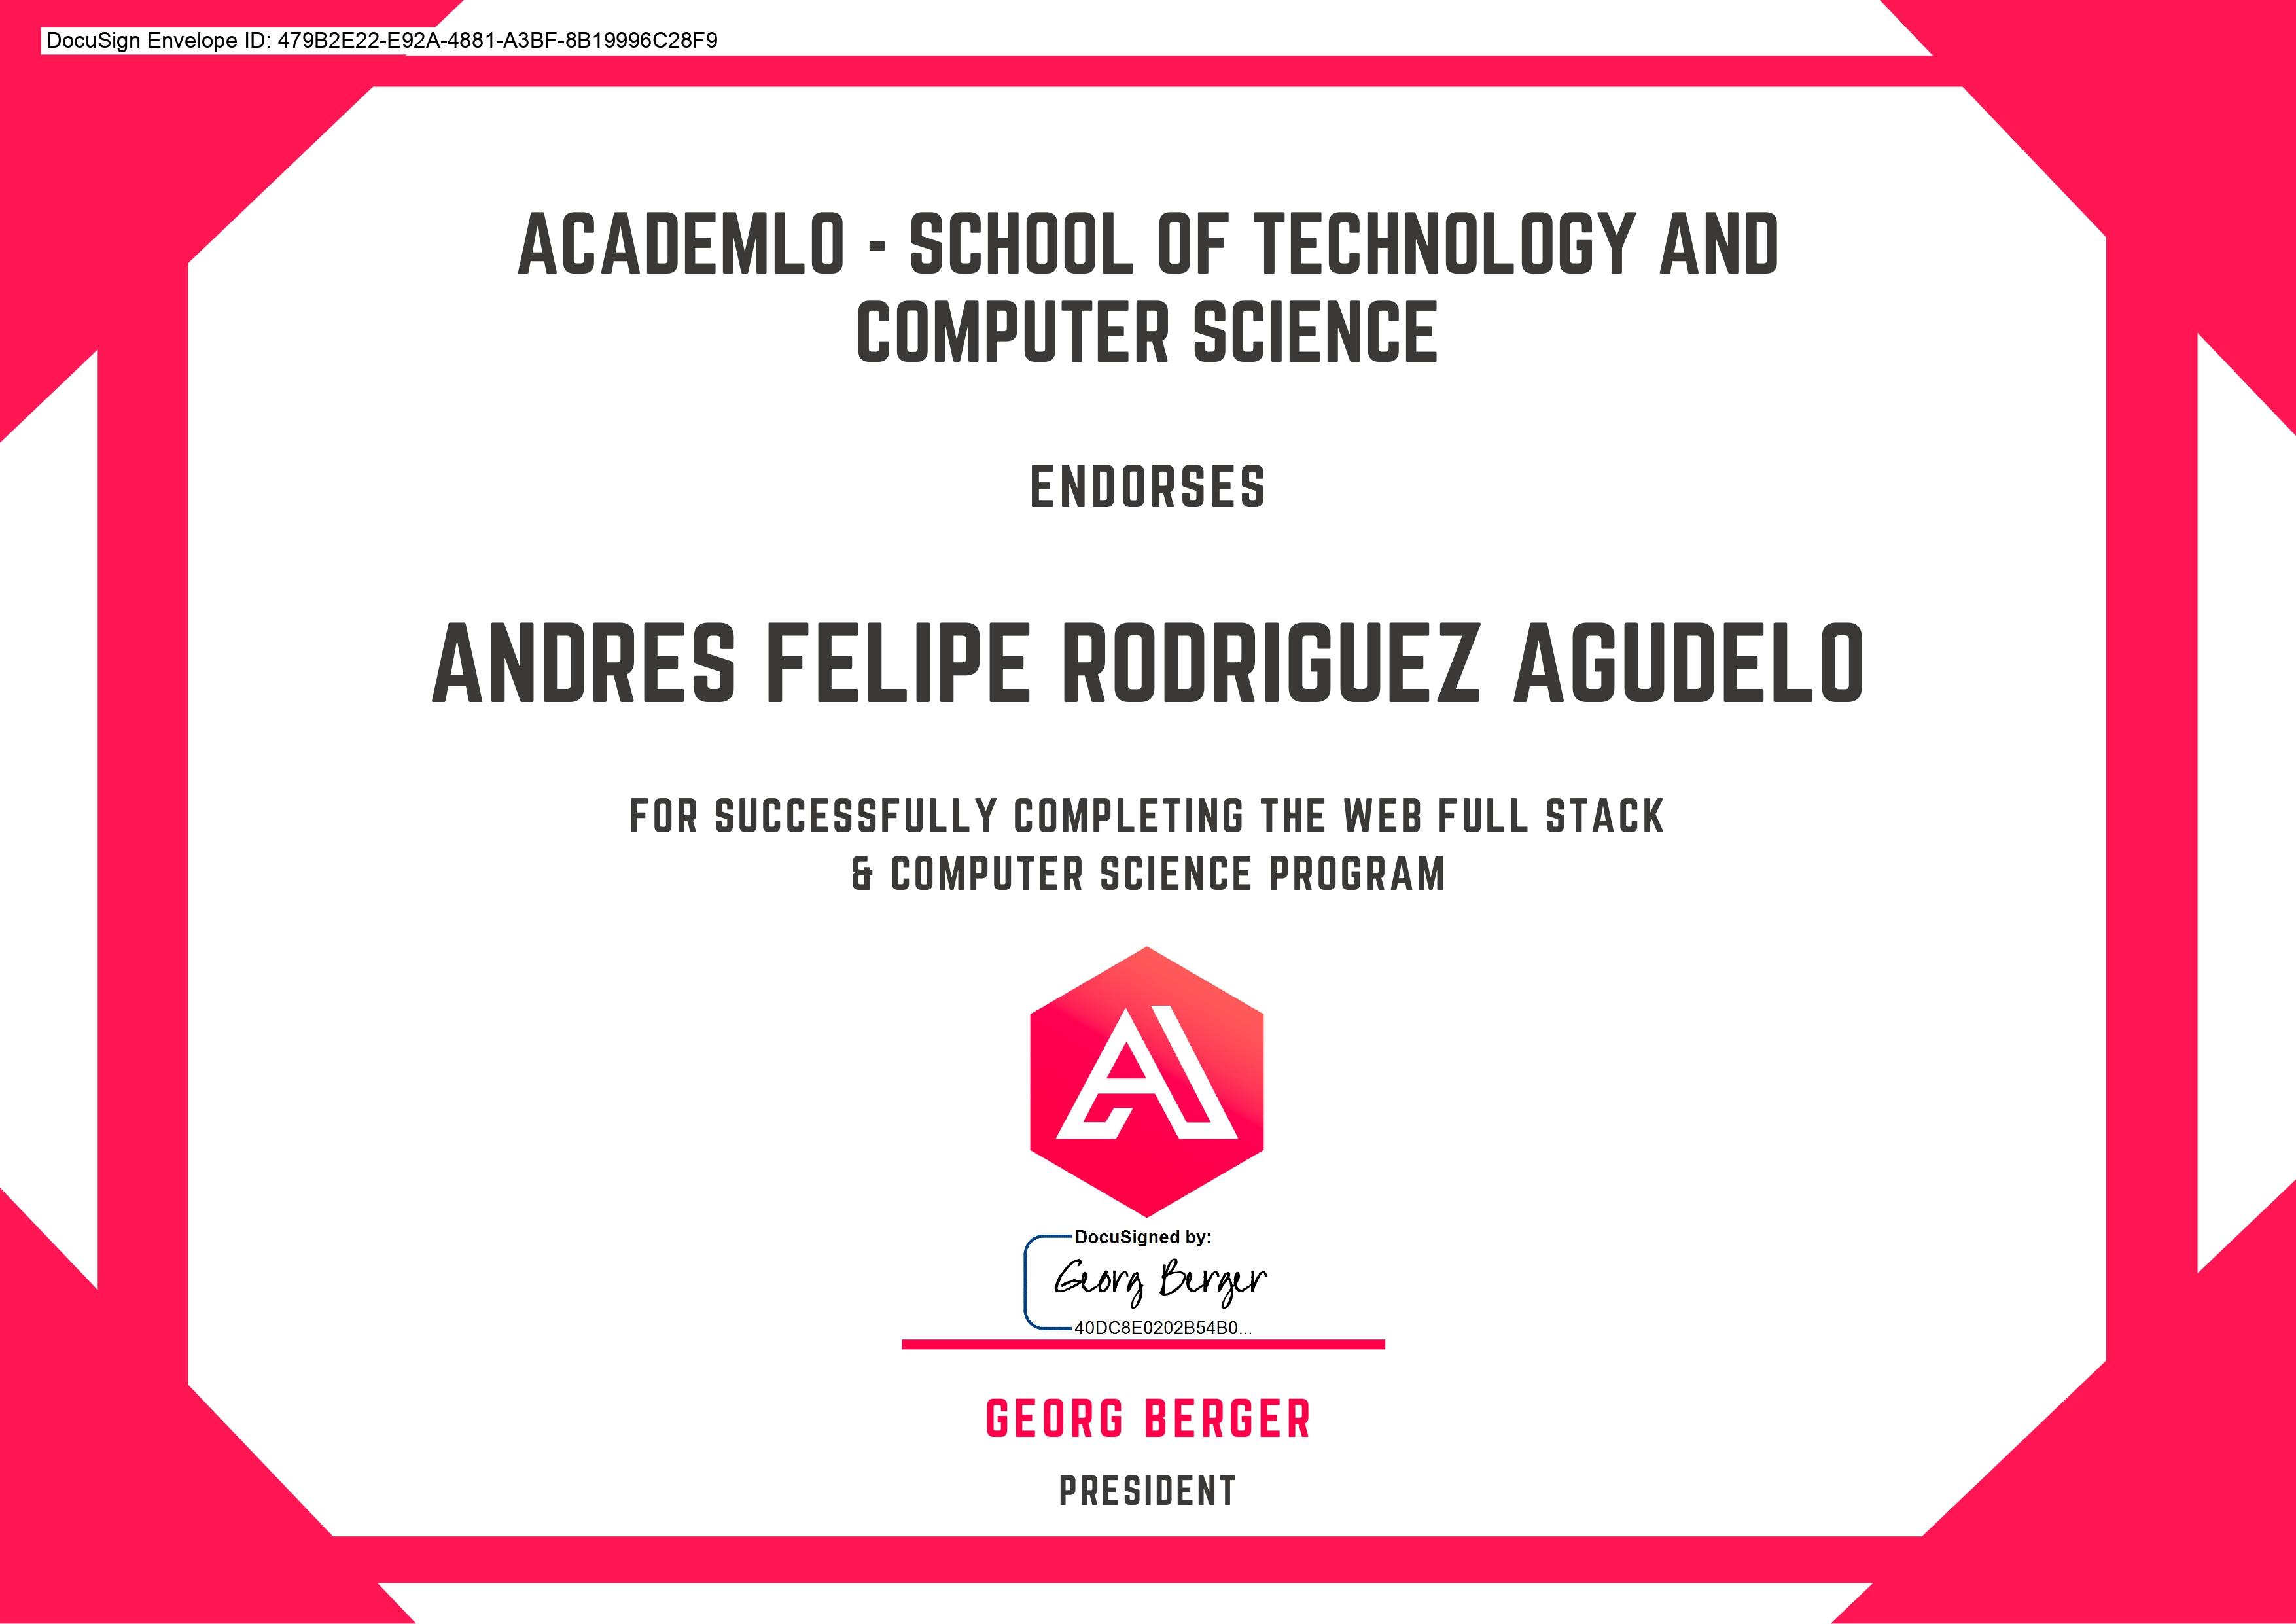 DocuSign Envelope ID: 479B2E22-E92A-4881-A3BF-8B19996C28F9
ACADEMLO - SCHOOL OF TECHNOLOGY AND
COMPUTER SCIENCE
ENDORSES
ANDRES FELIPE RODRIGUEZ AGUDELO
FOR SUCCESSFULLY COMPLETING THE WEB FULL STACK
& COMPUTER SCIENCE PROGRAM
DocuSigned by:
Georg Berger
40DC8E0202B54B0...
GEORG BERGER
PRESIDENT